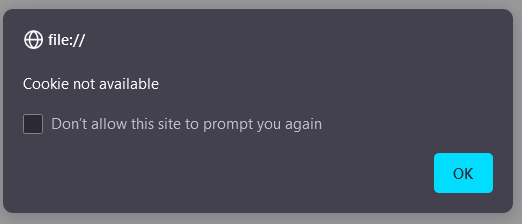 file://
Cookie not available
Don't allow this site to prompt you again
OK